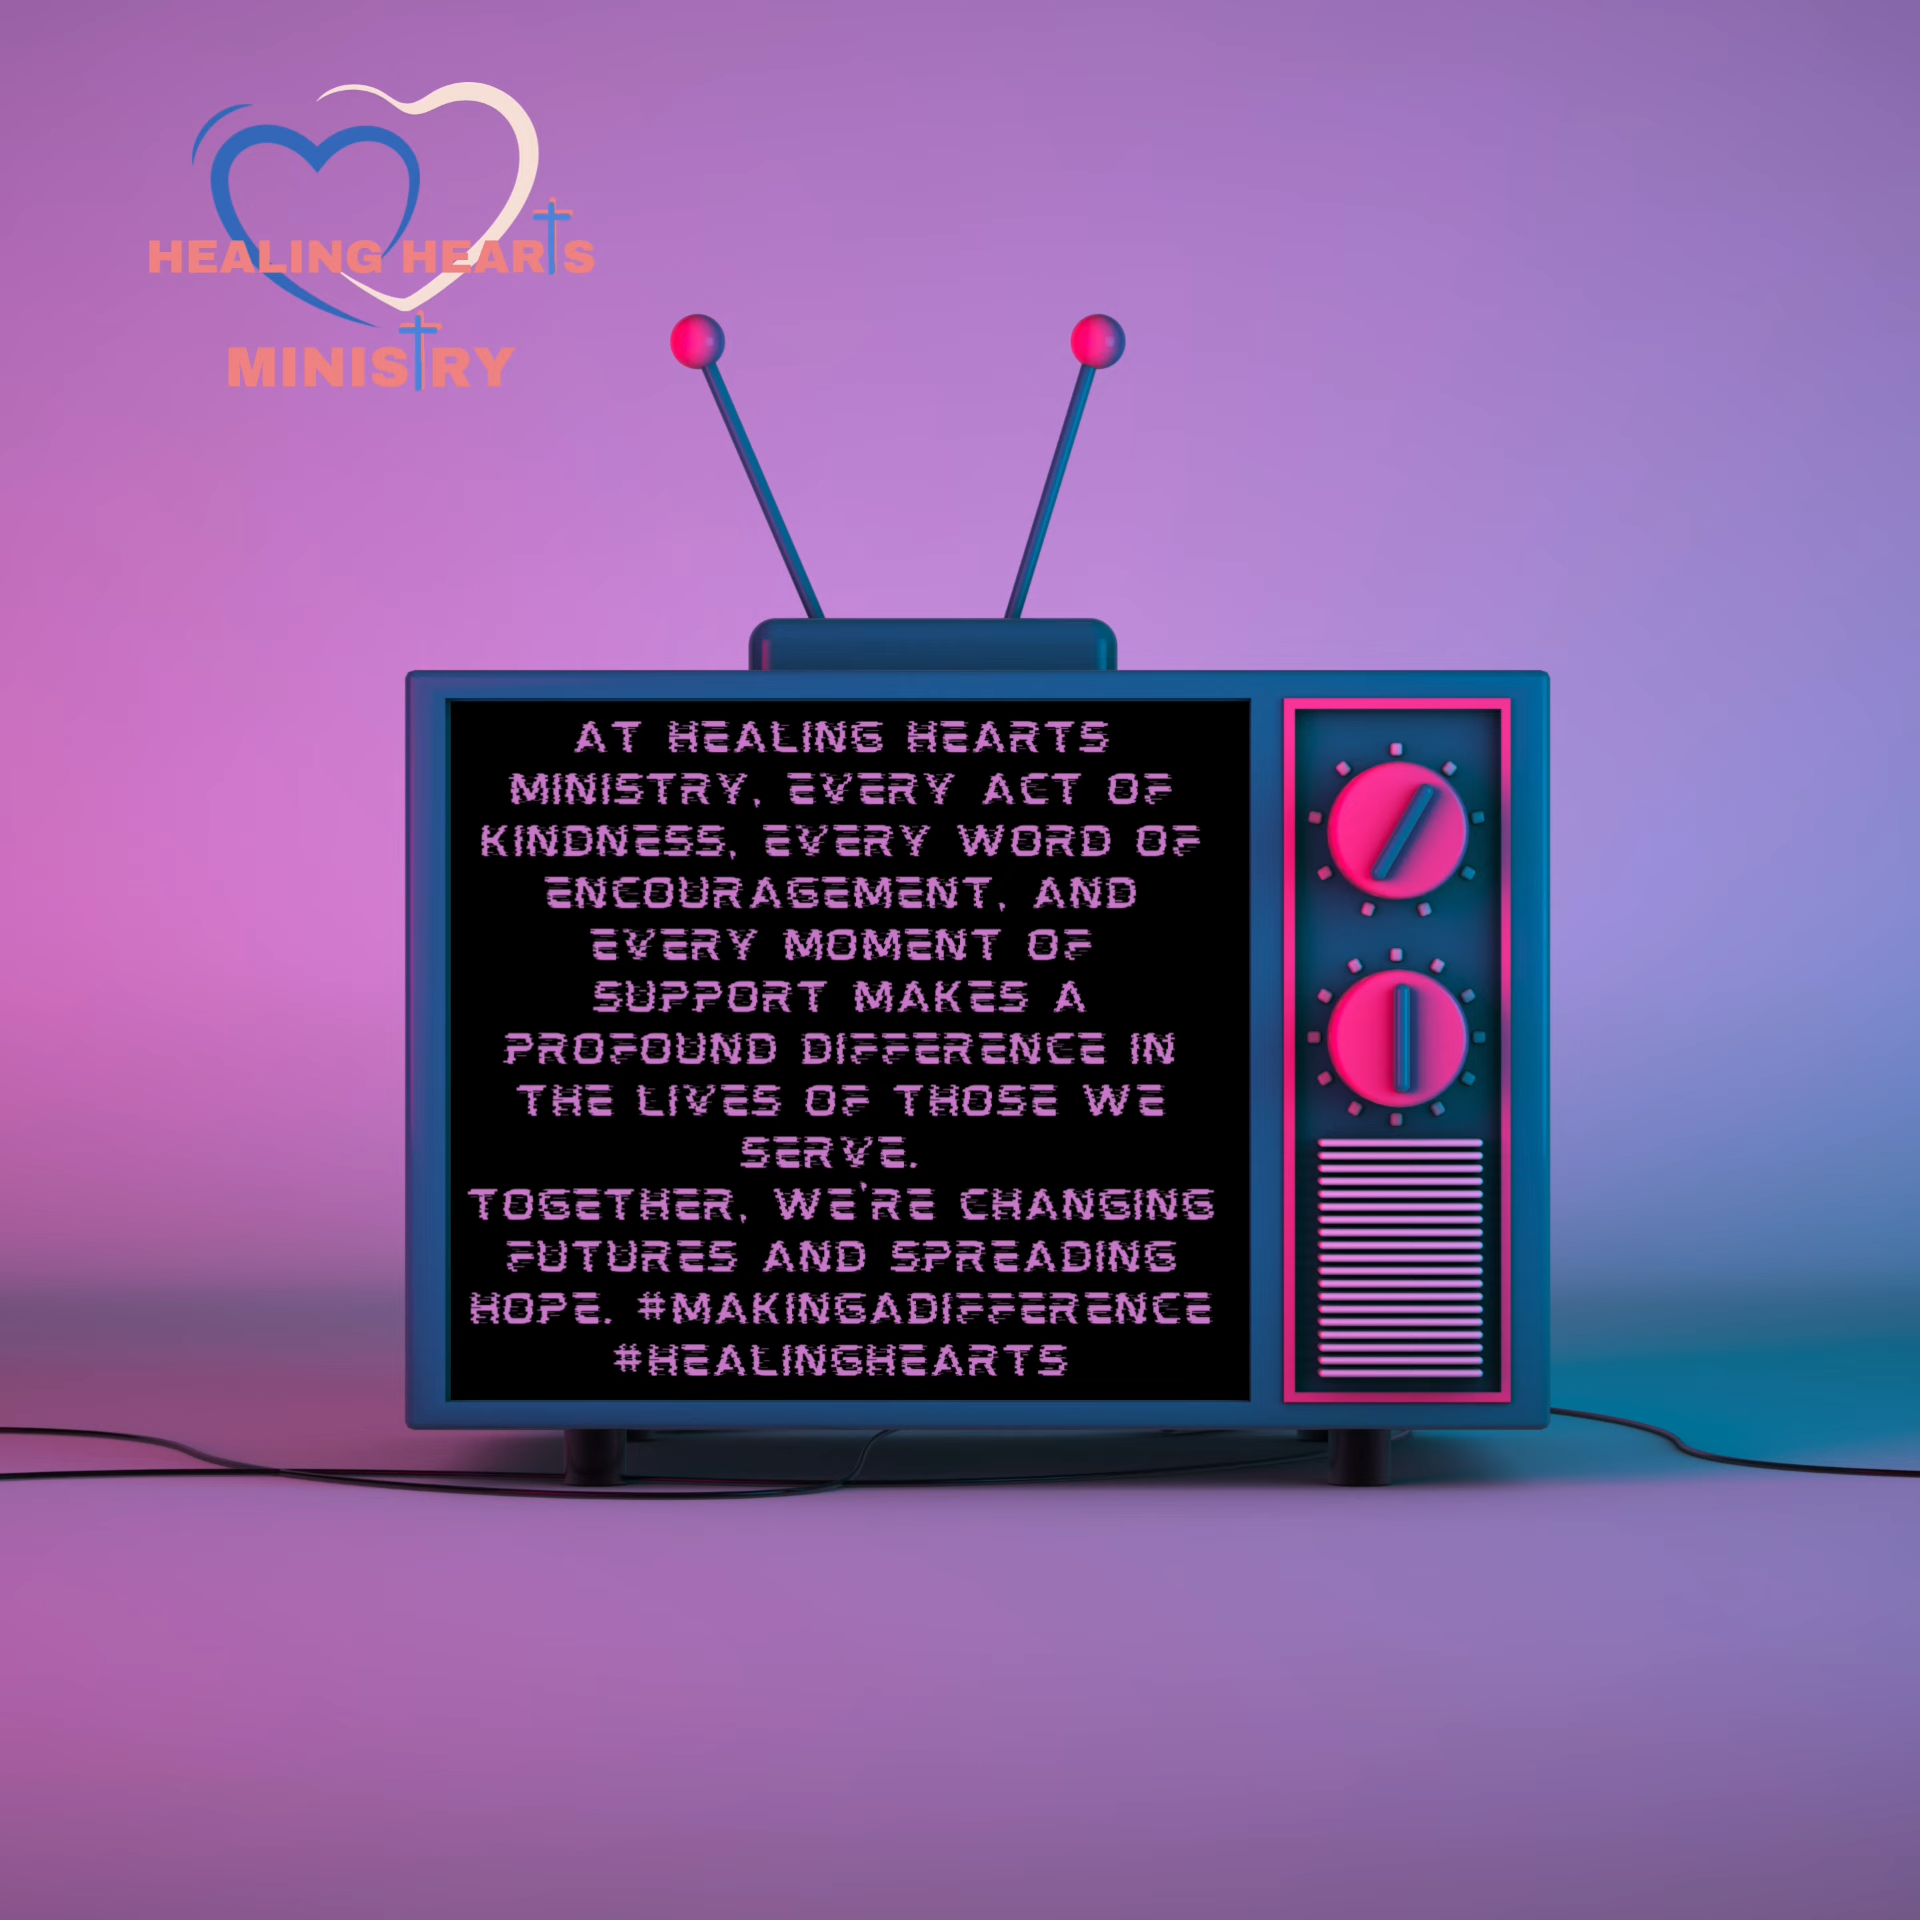 HEALING HEARTS
MINISTRY
AT HEALING HEARTS
MINISTRY, EVERY ACT OF
KINDNESS, EVERY WORD OF
ENCOURAGEMENT, AND
EVERY MOMENT OF
SUPPORT MAKES A
PROFOUND DIFFERENCE IN
THE LIVES OF THOSE WE
SERVE.
TOGETHER, WE'RE CHANGING
FUTURES AND SPREADING
HOPE. #MAKINGADIFFERENCE
#HEALINGHEARTS